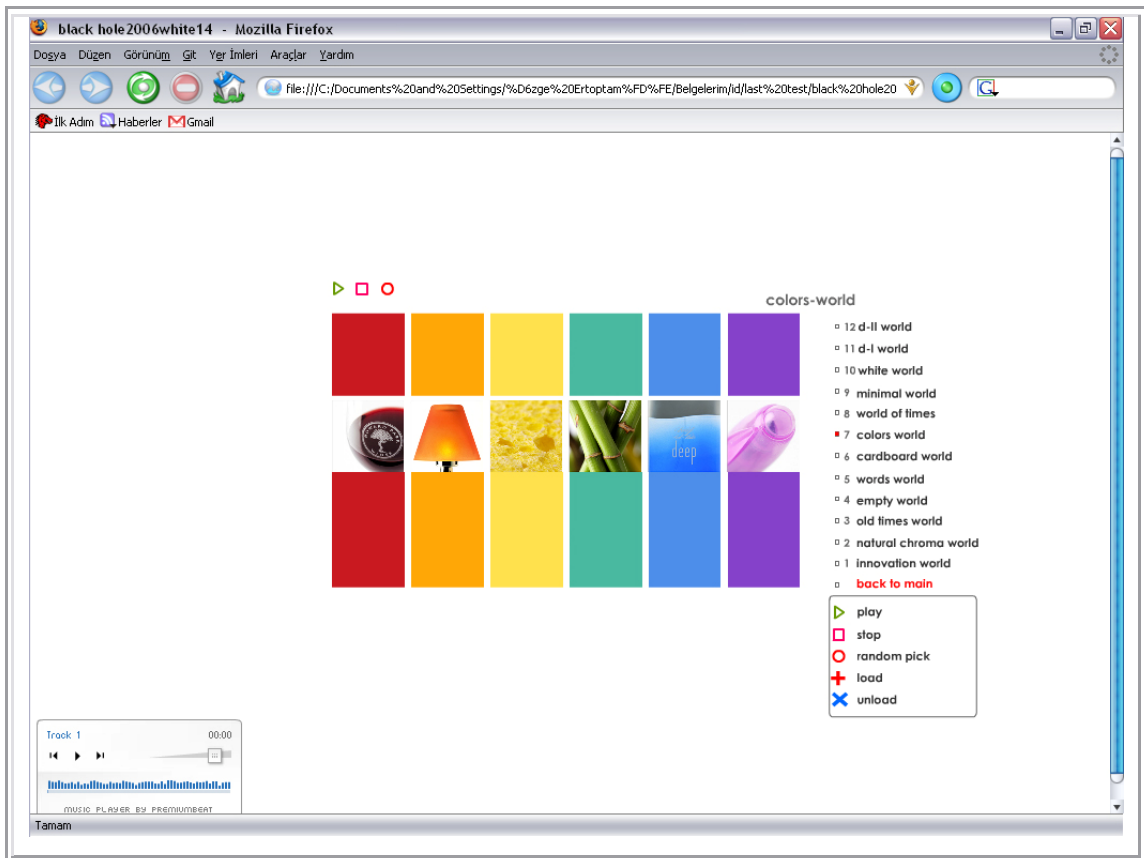 black hole2006white14 - Mozilla Firefox
Dosya Düzen Görünüm Git Yer İmleri Araçlar Yardım
file:///C:/Documents%20and%20Settings/%D6zge%20Ertoptam%FD%FE/Belgelerim/id/last%20test/black%20hole20
G
İlk Adım Haberler Gmail
colors-world
12 d-II world
11 d-I world
10 white world
9 minimal world
8 world of times
7 colors world
6 cardboard world
5 words world
4 empty world
3 old times world
2 natural chroma world
1 innovation world
back to main
deep
play
stop
random pick
load
unload
Track 1 00:00
MUSIC PLAYER BY PREMIUMBEAT
Tamam